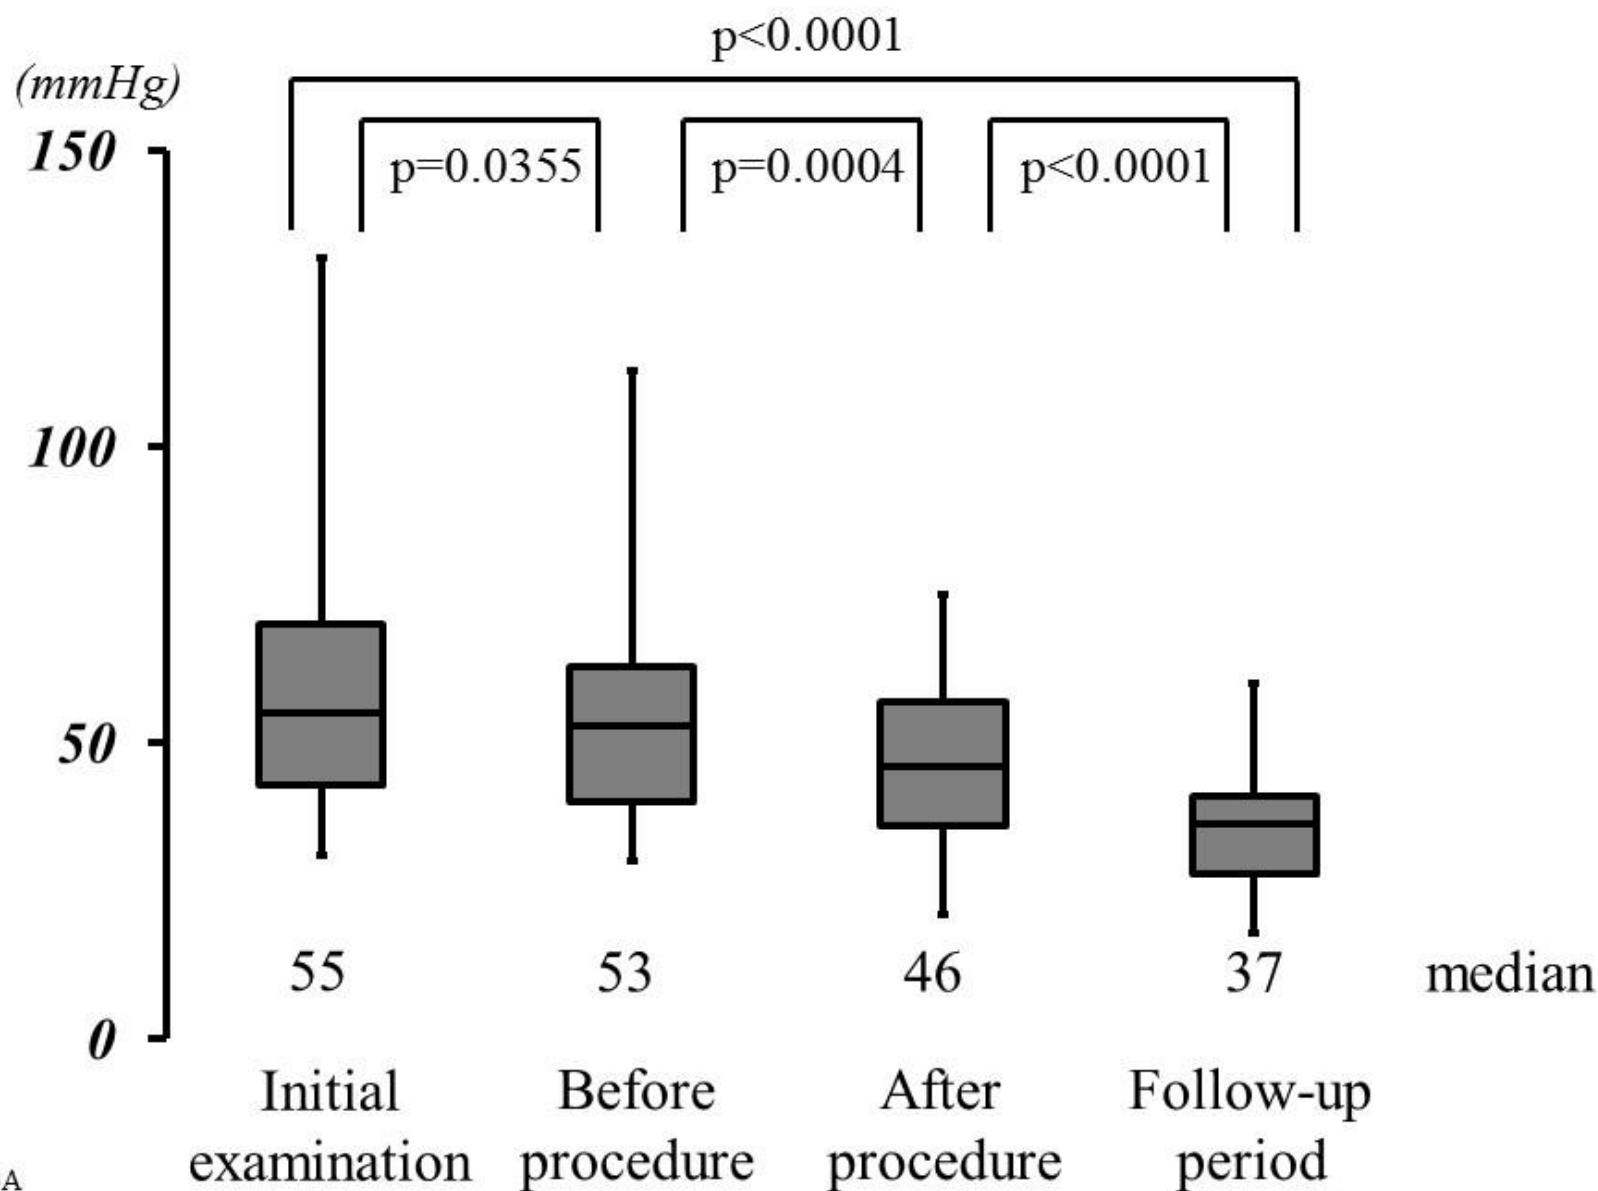 p<0.0001
(mmHg)
150
p=0.0355 p=0.0004 p<0.0001
100
50
55 53 46 37 median
0
Initial Before After Follow-up
examination procedure procedure period
A